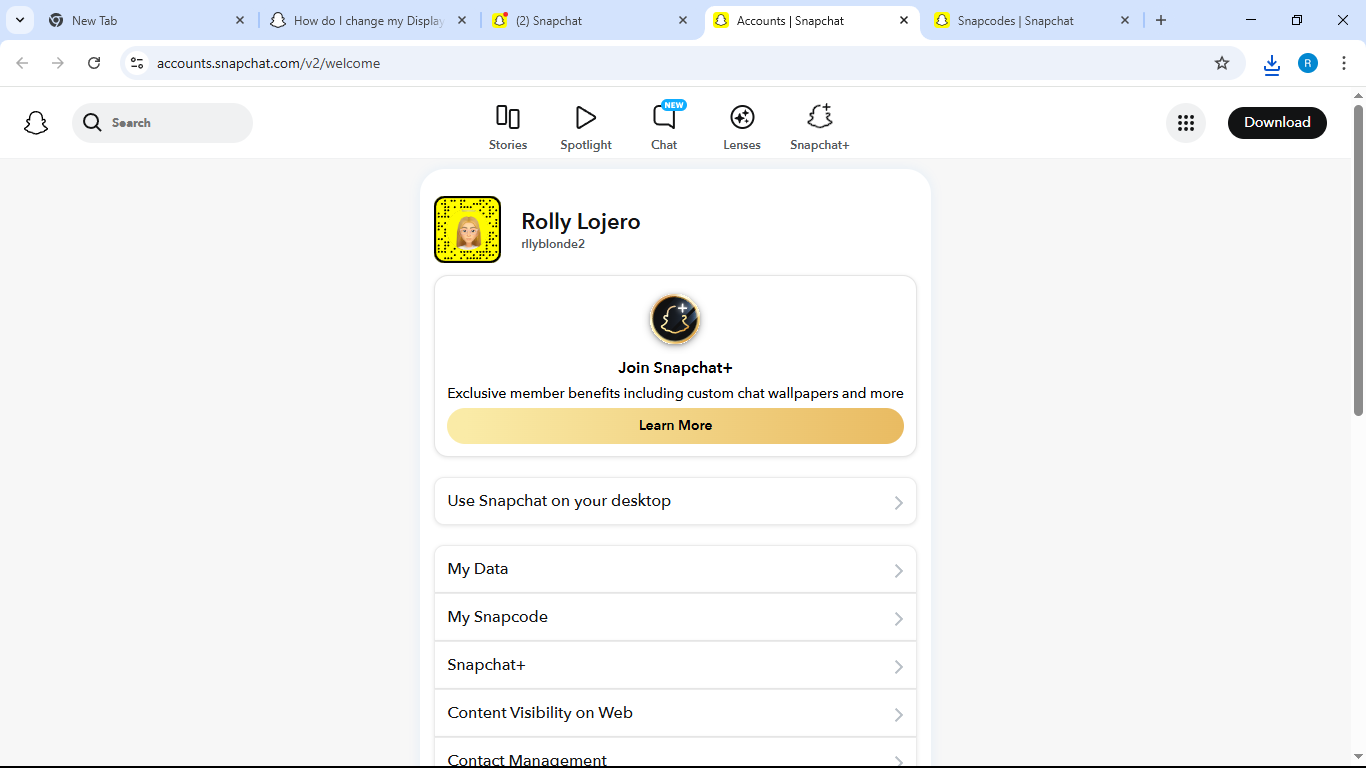 New Tab
How do I change my Display
(2) Snapchat
Accounts | Snapchat
Snapcodes | Snapchat
accounts.snapchat.com/v2/welcome
R
Search
Stories
Spotlight
NEW
Chat
Lenses
Snapchat+
Download
Rolly Lojero
rllyblonde2
Join Snapchat+
Exclusive member benefits including custom chat wallpapers and more
Learn More
Use Snapchat on your desktop
My Data
My Snapcode
Snapchat+
Content Visibility on Web
Contact Management